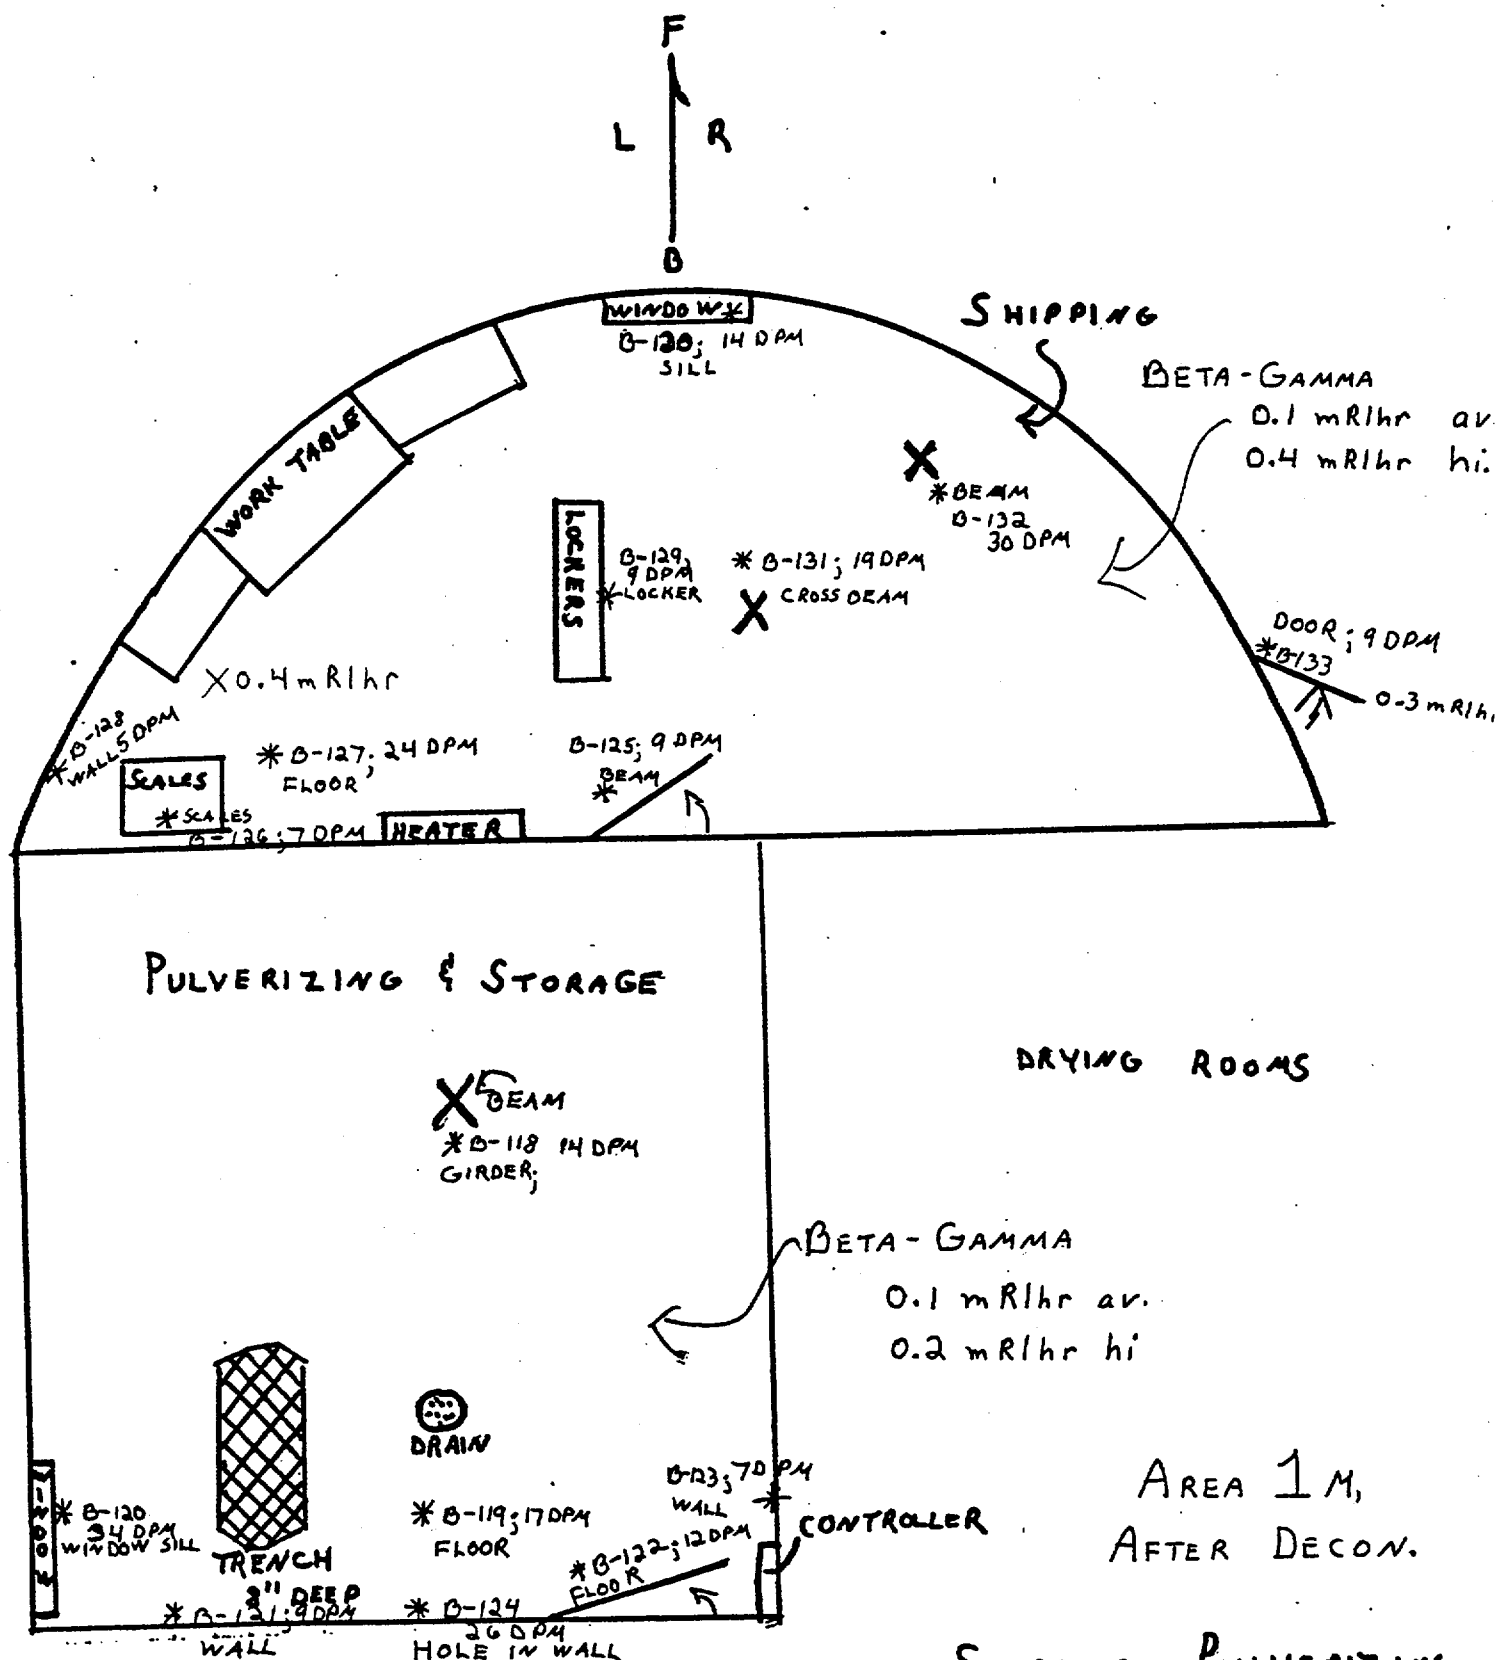 F
L R
B
WINDOW*
B-130; 14 DPM
SILL
SHIPPING
BETA-GAMMA
0.1 mR/hr av.
0.4 mR/hr hi.
WORK TABLE
LOCKERS
* BEAM
B-132
30 DPM
B-129,
9 DPM
* LOCKER
* B-131; 19 DPM
CROSS BEAM
DOOR; 9 DPM
* B-133
0.3 mR/hr
X 0.4 mR/hr
* B-128
WALL 5 DPM
SCALES
* SCALES
B-126; 7 DPM
* B-127; 24 DPM
FLOOR
HEATER
B-125; 9 DPM
BEAM
*
PULVERIZING & STORAGE
DRYING ROOMS
BEAM
* B-118 14 DPM
GIRDER;
BETA-GAMMA
0.1 mR/hr av.
0.2 mR/hr hi
DRAIN
WINDOW
* B-120
34 DPM
WINDOW SILL
TRENCH
DEEP
* B-121; 9 DPM
WALL
* B-119; 17 DPM
FLOOR
* B-124
26 DPM
HOLE IN WALL
* B-122; 12 DPM
FLOOR
B-123; 7 DPM
WALL *
CONTROLLER
AREA 1 M,
AFTER DECON.